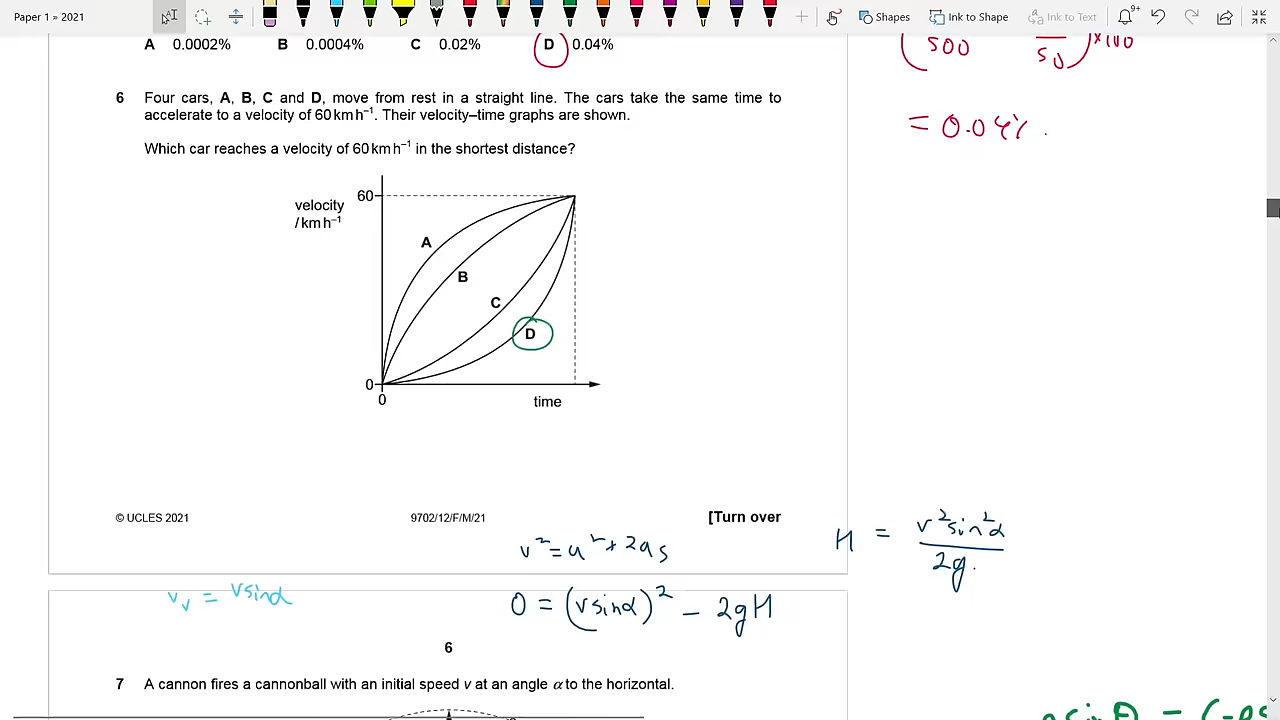 Paper 1 » 2021
Shapes
Ink to Shape
Ink to Text
9+
A 0.0002% B 0.0004% C 0.02% D 0.04%
500
50
×100
= 0.04%.
6 Four cars, A, B, C and D, move from rest in a straight line. The cars take the same time to
accelerate to a velocity of 60 km h⁻¹. Their velocity–time graphs are shown.
Which car reaches a velocity of 60 km h⁻¹ in the shortest distance?
60
velocity
/ km h⁻¹
A
B
C
D
0
0
time
© UCLES 2021 9702/12/F/M/21 [Turn over
v² = u² + 2as
H = v²sin²α / 2g.
v_v = vsinα
0 = (vsinα)² − 2gH
6
7 A cannon fires a cannonball with an initial speed v at an angle α to the horizontal.